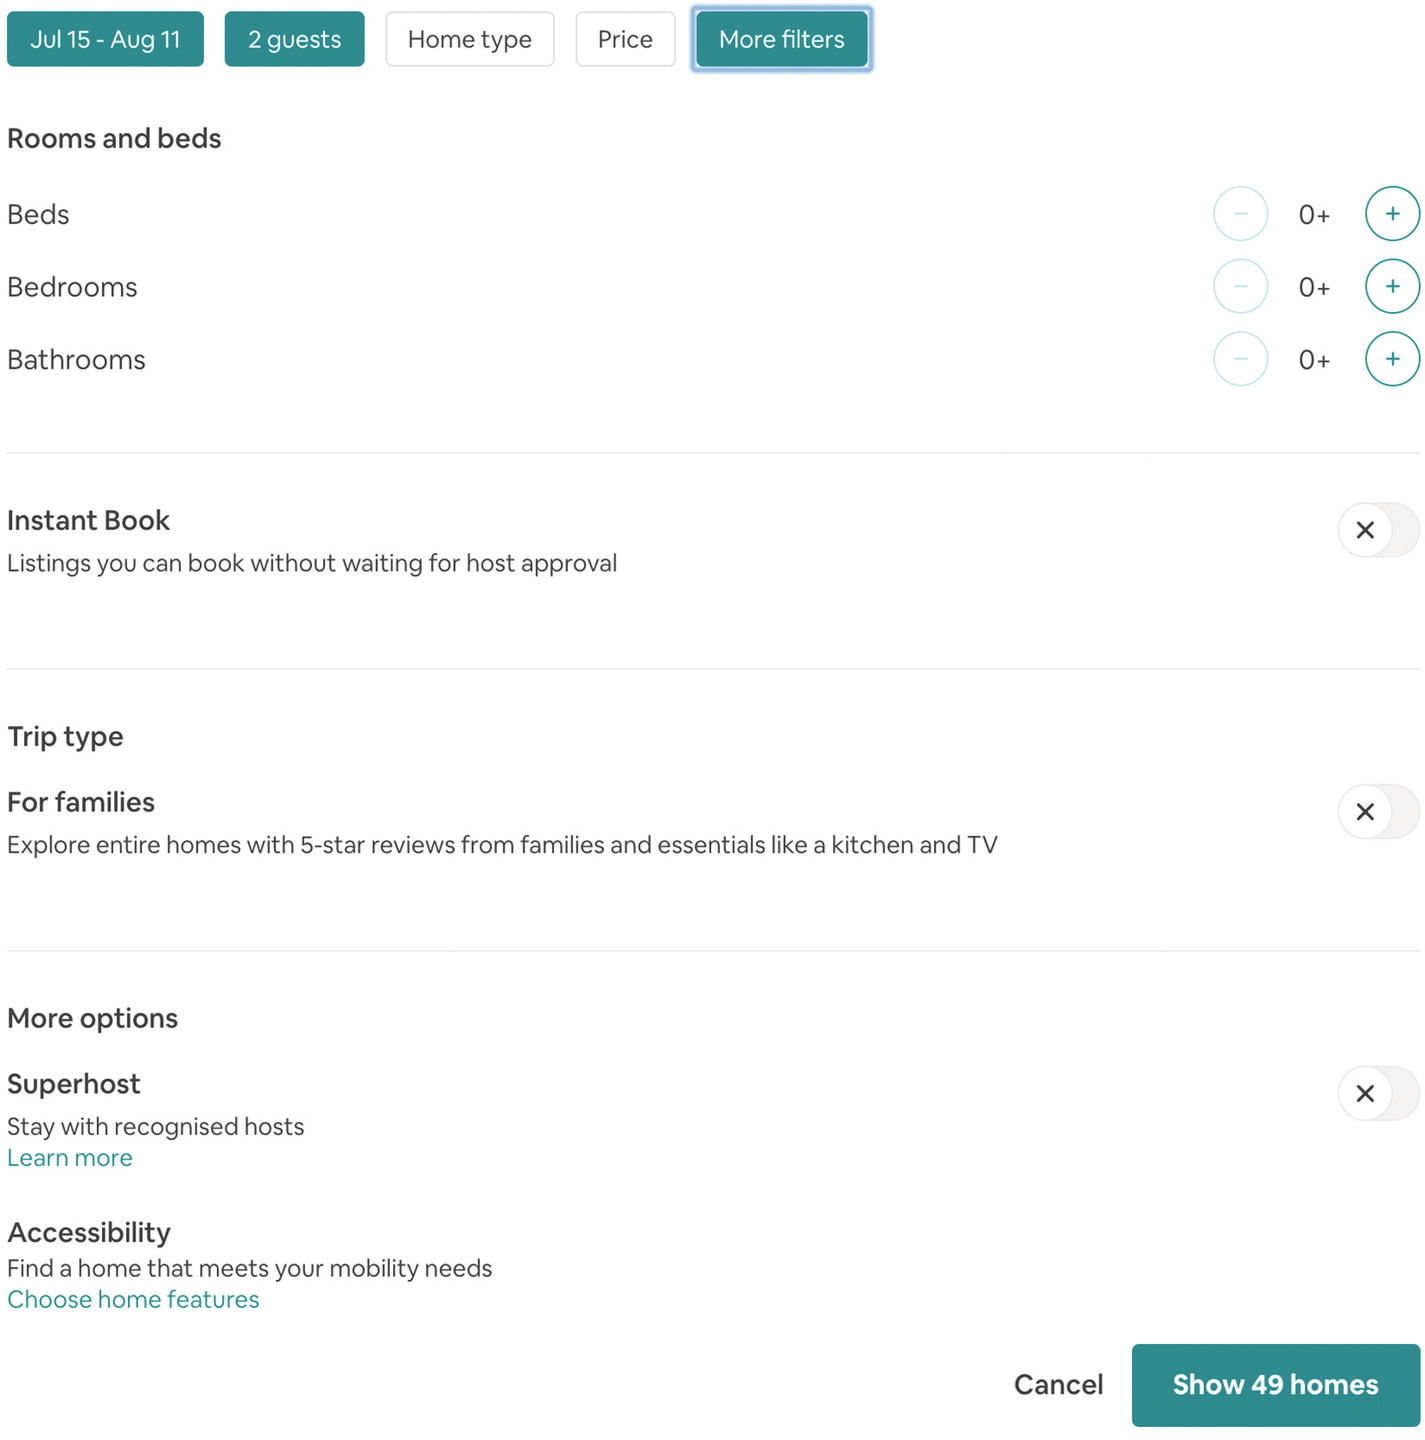 Jul 15 - Aug 11 2 guests Home type Price More filters
Rooms and beds
Beds − 0+ +
Bedrooms − 0+ +
Bathrooms − 0+ +
Instant Book
Listings you can book without waiting for host approval
Trip type
For families
Explore entire homes with 5-star reviews from families and essentials like a kitchen and TV
More options
Superhost
Stay with recognised hosts
Learn more
Accessibility
Find a home that meets your mobility needs
Choose home features
Cancel Show 49 homes